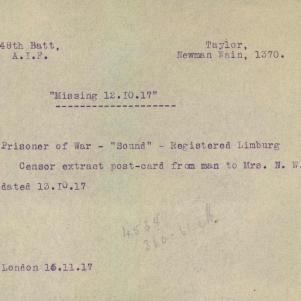 48th Batt,
A.I.F.
Taylor,
Newman Wain, 1370.
"Missing 12.10.17"
Prisoner of War - "Sound" - Registered Limburg
Censor extract post-card from man to Mrs. N. W.
dated 13.10.17
London 16.11.17